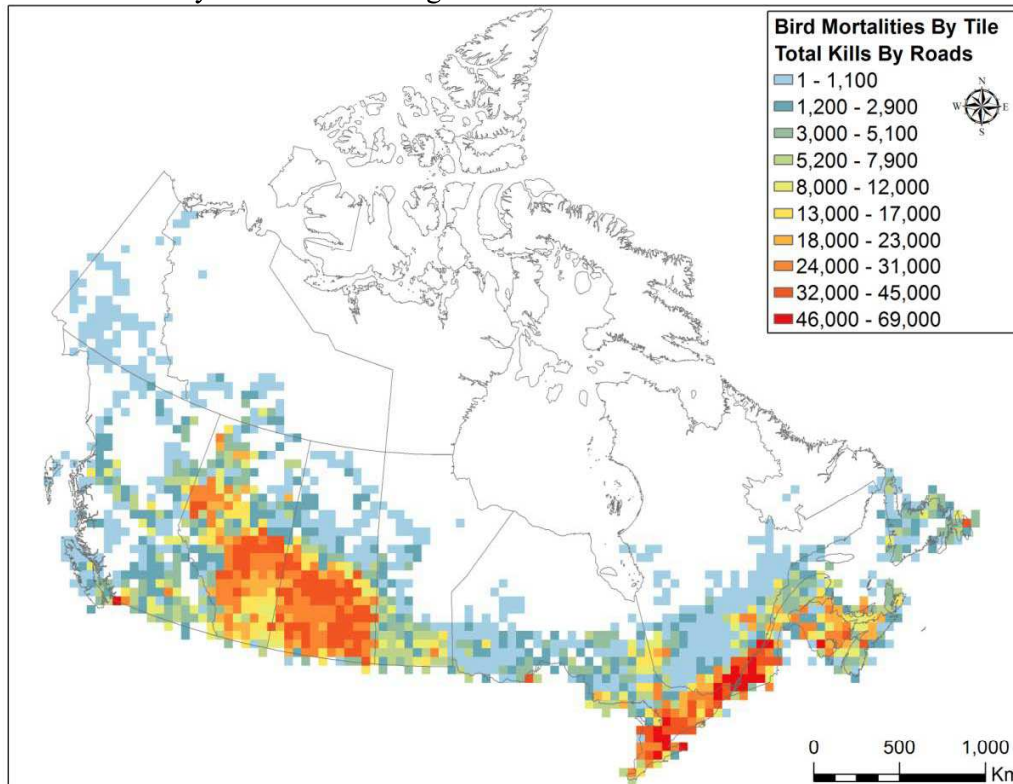 Bird Mortalities By Tile
Total Kills By Roads
1 - 1,100
1,200 - 2,900
3,000 - 5,100
5,200 - 7,900
8,000 - 12,000
13,000 - 17,000
18,000 - 23,000
24,000 - 31,000
32,000 - 45,000
46,000 - 69,000
N
W E
S
0 500 1,000
Km